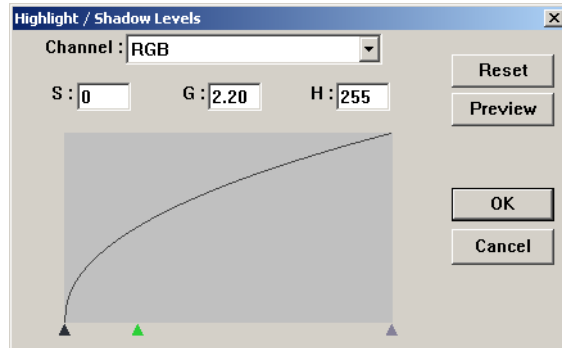 Highlight / Shadow Levels
Channel : RGB
Reset
S : 0 G : 2.20 H : 255
Preview
OK
Cancel